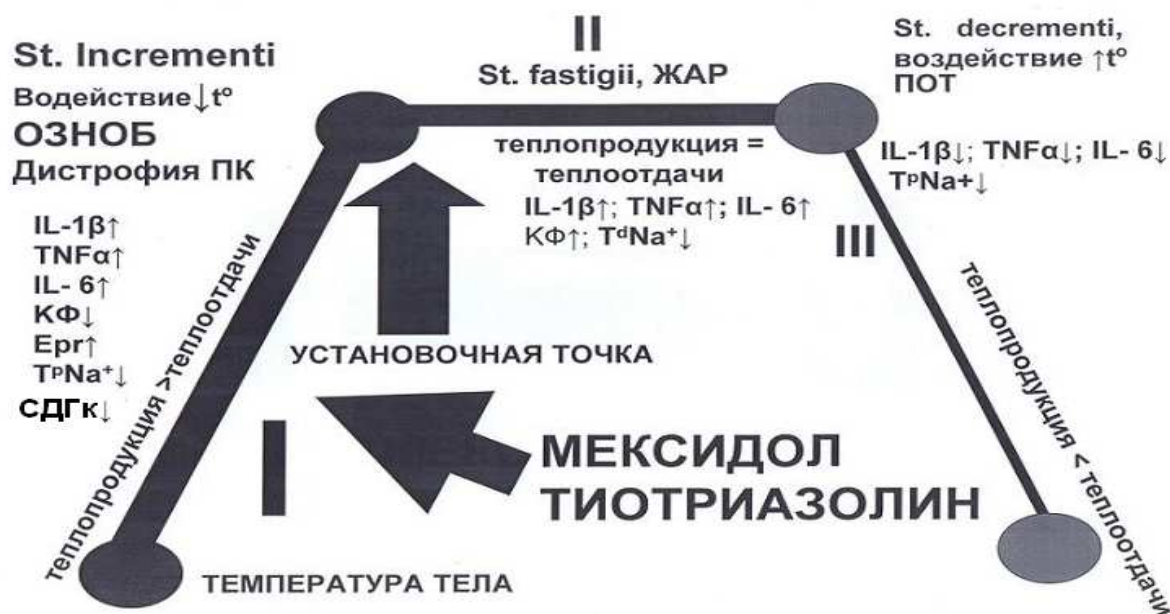 St. Incrementi
Водействие↓tº
ОЗНОБ
Дистрофия ПК
IL-1β↑
TNFα↑
IL- 6↑
КФ↓
Epr↑
TᵖNa⁺↓
СДГк↓
теплопродукция >теплоотдачи
I
ТЕМПЕРАТУРА ТЕЛА
II
St. fastigii, ЖАР
теплопродукция =
теплоотдачи
IL-1β↑; TNFα↑; IL- 6↑
КФ↑; TᵈNa⁺↓
УСТАНОВОЧНАЯ ТОЧКА
МЕКСИДОЛ
ТИОТРИАЗОЛИН
St. decrementi,
воздействие ↑tº
ПОТ
IL-1β↓; TNFα↓; IL- 6↓
TᵖNa+↓
III
теплопродукция < теплоотдачи